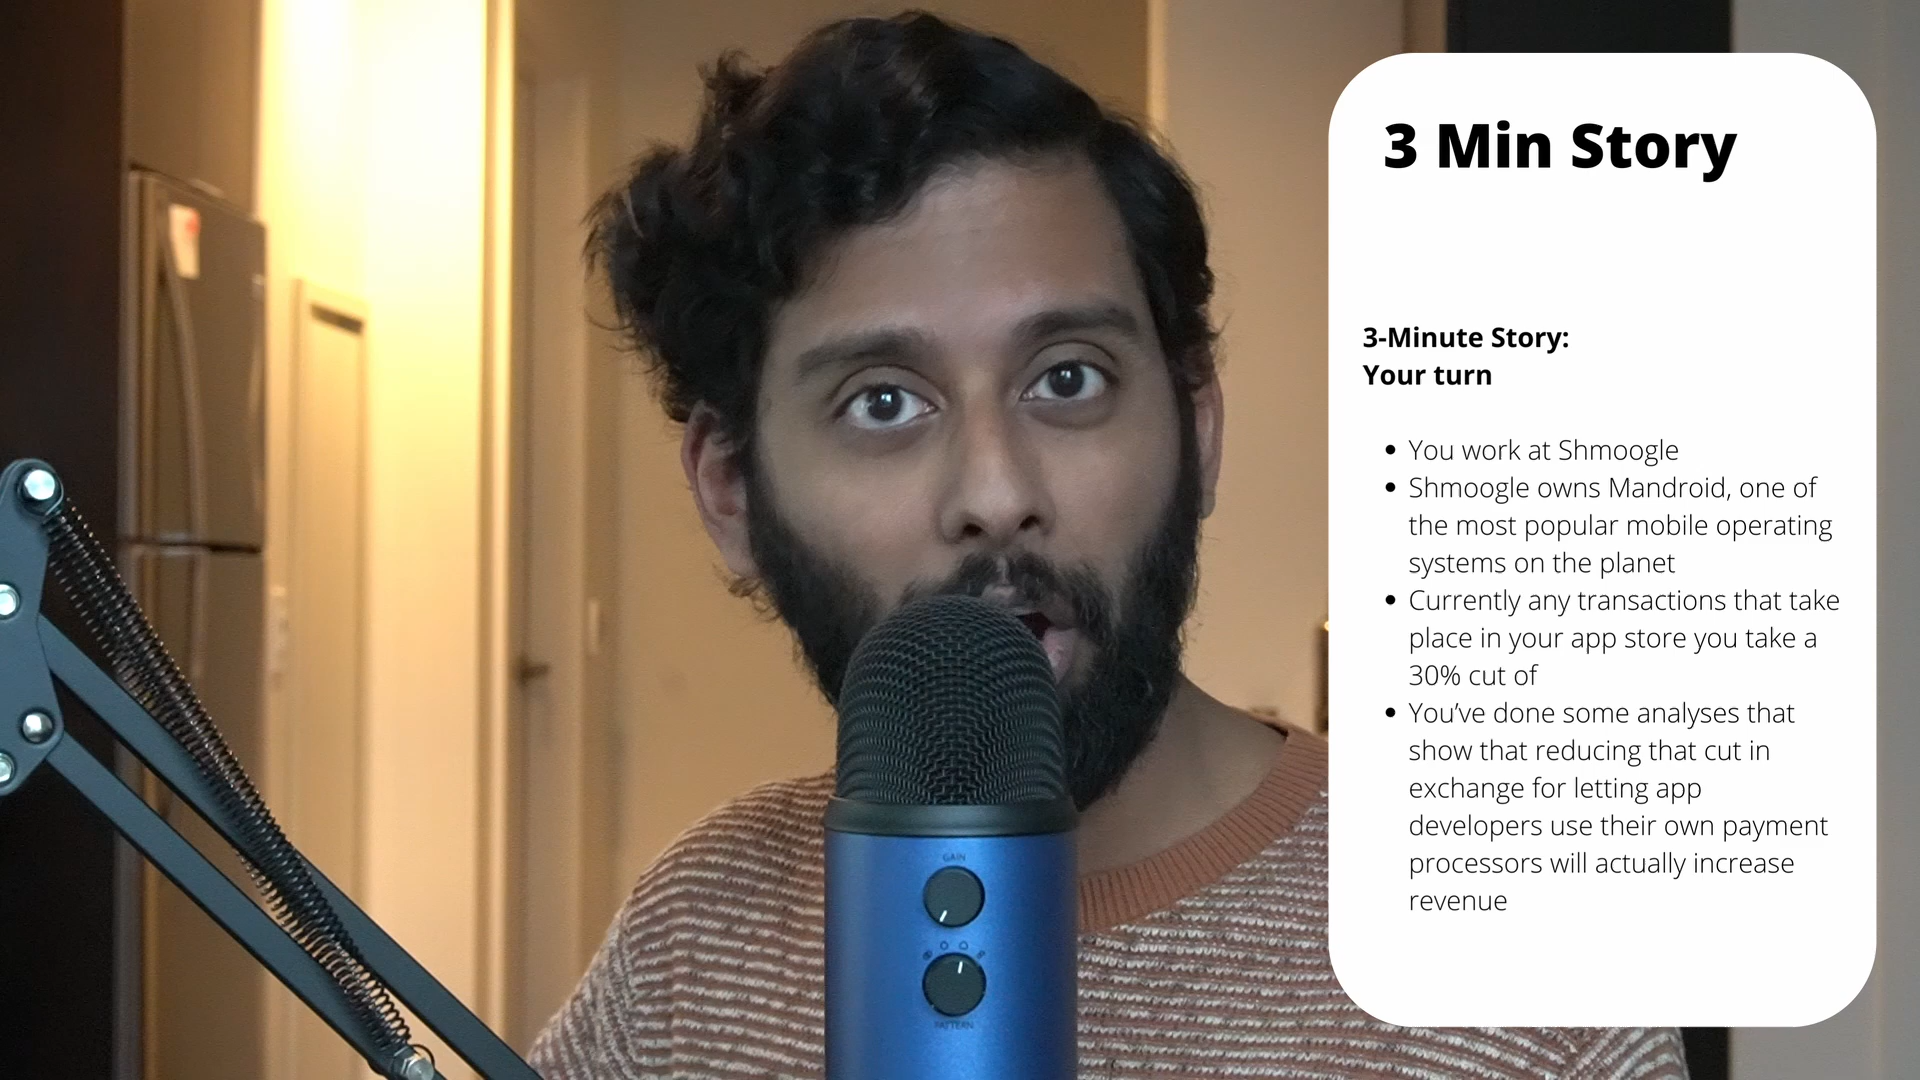 3 Min Story
3-Minute Story:
Your turn
• You work at Shmoogle
• Shmoogle owns Mandroid, one of
the most popular mobile operating
systems on the planet
• Currently any transactions that take
place in your app store you take a
30% cut of
• You’ve done some analyses that
show that reducing that cut in
exchange for letting app
developers use their own payment
processors will actually increase
revenue
GAIN
PATTERN